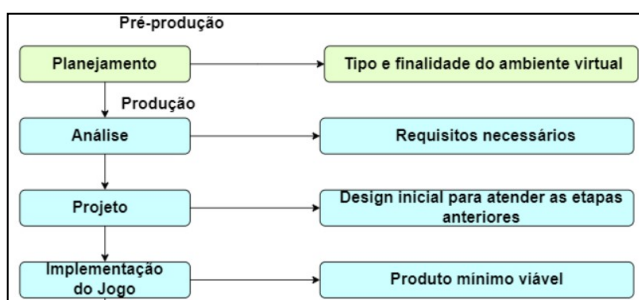 Pré-produção
Planejamento
Tipo e finalidade do ambiente virtual
Produção
Análise
Requisitos necessários
Projeto
Design inicial para atender as etapas
anteriores
Implementação
do Jogo
Produto mínimo viável